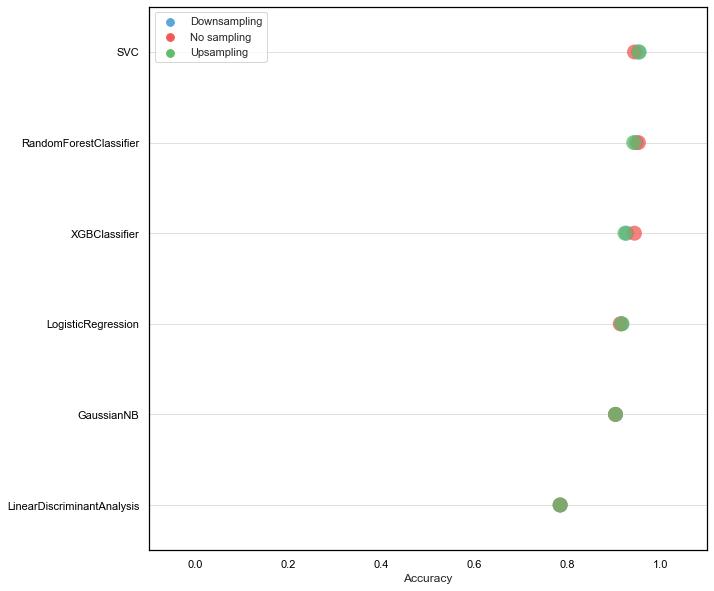 Downsampling
No sampling
Upsampling
SVC
RandomForestClassifier
XGBClassifier
LogisticRegression
GaussianNB
LinearDiscriminantAnalysis
0.0 0.2 0.4 0.6 0.8 1.0
Accuracy